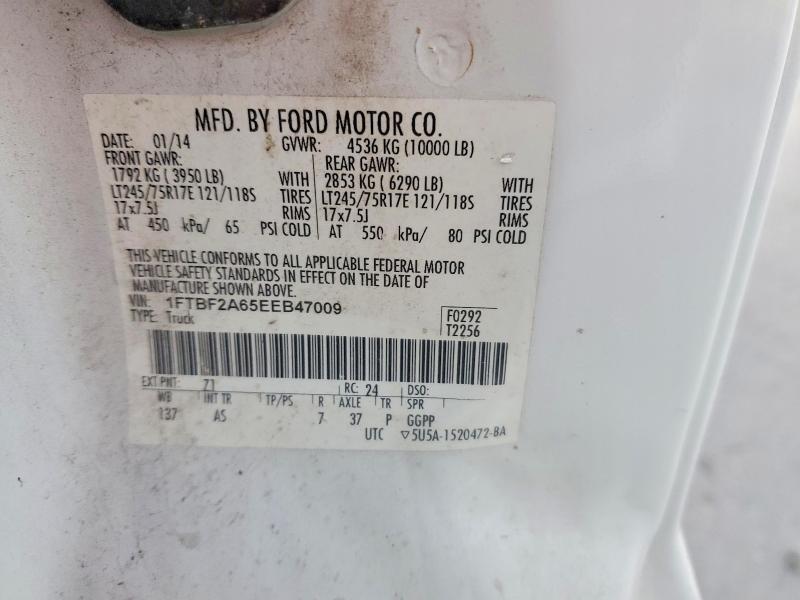 MFD. BY FORD MOTOR CO.
DATE: 01/14 GVWR: 4536 KG (10000 LB)
FRONT GAWR: REAR GAWR:
1792 KG ( 3950 LB) WITH 2853 KG ( 6290 LB) WITH
LT245/75R17E 121/118S TIRES LT245/75R17E 121/118S TIRES
17x7.5J RIMS 17x7.5J RIMS
AT 450 kPa/ 65 PSI COLD AT 550 kPa/ 80 PSI COLD
THIS VEHICLE CONFORMS TO ALL APPLICABLE FEDERAL MOTOR
VEHICLE SAFETY STANDARDS IN EFFECT ON THE DATE OF
MANUFACTURE SHOWN ABOVE.
VIN: 1FTBF2A65EEB47009 F0292
TYPE: Truck T2256
EXT PNT: 71 RC: 24 DSO:
WB INT TR TP/PS R AXLE TR SPR
137 AS 7 37 P GGPP
UTC ▽5U5A-1520472-BA